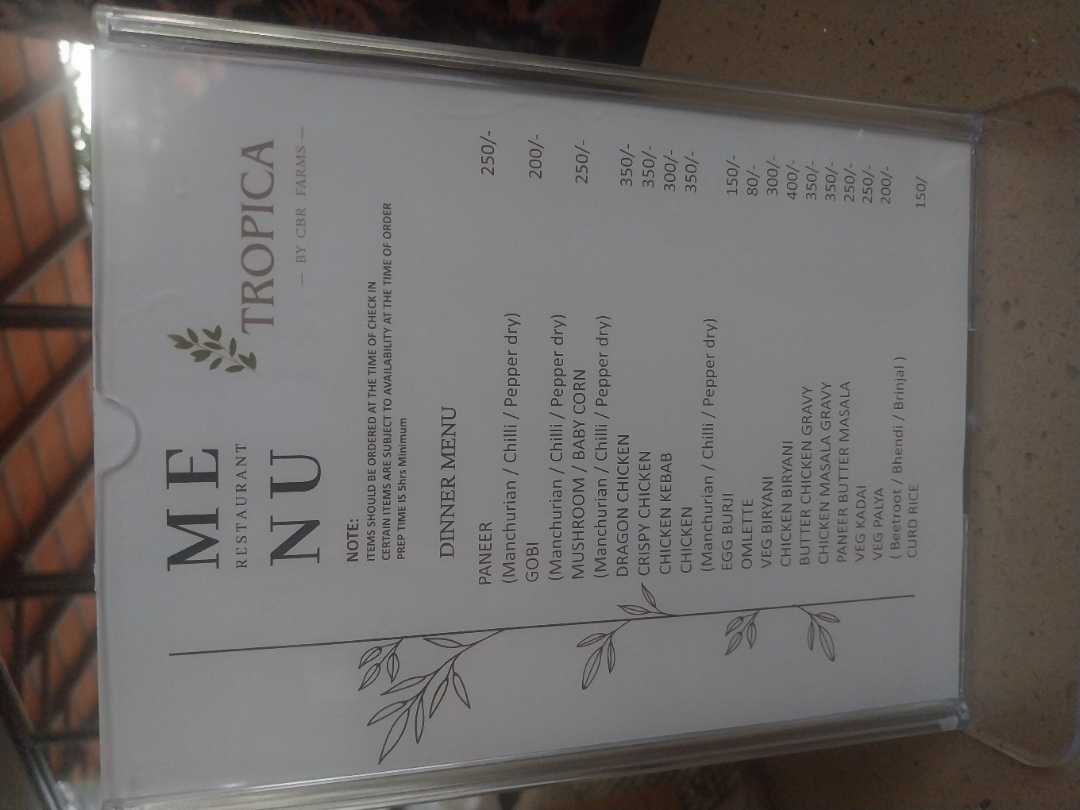 ME
RESTAURANT
NU
TROPICA
— BY CBR FARMS —
NOTE:
ITEMS SHOULD BE ORDERED AT THE TIME OF CHECK IN
CERTAIN ITEMS ARE SUBJECT TO AVAILABILITY AT THE TIME OF ORDER
PREP TIME IS 5hrs Minimum
DINNER MENU
PANEER 250/-
(Manchurian / Chilli / Pepper dry)
GOBI 200/-
(Manchurian / Chilli / Pepper dry)
MUSHROOM / BABY CORN 250/-
(Manchurian / Chilli / Pepper dry)
DRAGON CHICKEN 350/-
CRISPY CHICKEN 350/-
CHICKEN KEBAB 300/-
CHICKEN 350/-
(Manchurian / Chilli / Pepper dry)
EGG BURJI 150/-
OMLETTE 80/-
VEG BIRYANI 300/-
CHICKEN BIRYANI 400/-
BUTTER CHICKEN GRAVY 350/-
CHICKEN MASALA GRAVY 350/-
PANEER BUTTER MASALA 250/-
VEG KADAI 250/-
VEG PALYA 200/-
( Beetroot / Bhendi / Brinjal )
CURD RICE 150/